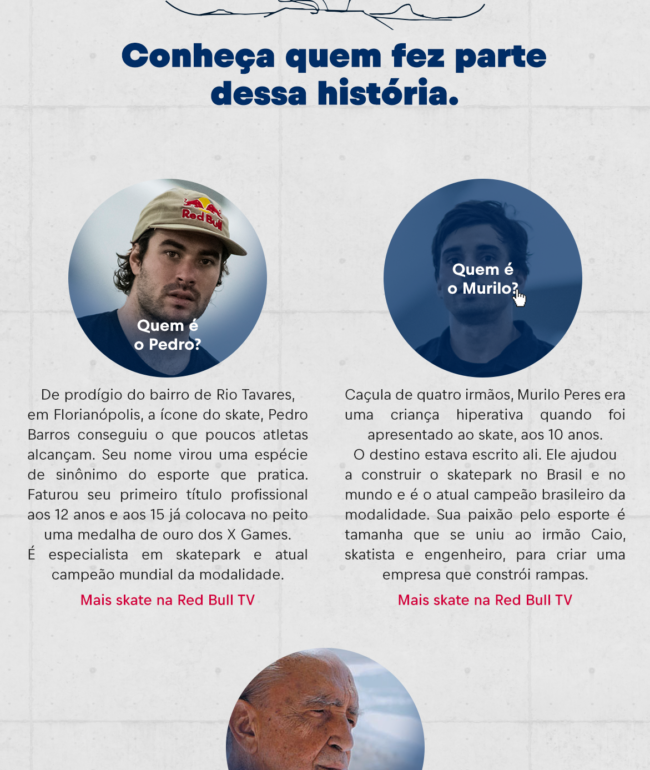 Conheça quem fez parte
dessa história.
Red Bull
Quem é
o Pedro?
De prodígio do bairro de Rio Tavares,
em Florianópolis, a ícone do skate, Pedro
Barros conseguiu o que poucos atletas
alcançam. Seu nome virou uma espécie
de sinônimo do esporte que pratica.
Faturou seu primeiro título profissional
aos 12 anos e aos 15 já colocava no peito
uma medalha de ouro dos X Games.
É especialista em skatepark e atual
campeão mundial da modalidade.
Mais skate na Red Bull TV
Quem é
o Murilo?
Caçula de quatro irmãos, Murilo Peres era
uma criança hiperativa quando foi
apresentado ao skate, aos 10 anos.
O destino estava escrito ali. Ele ajudou
a construir o skatepark no Brasil e no
mundo e é o atual campeão brasileiro da
modalidade. Sua paixão pelo esporte é
tamanha que se uniu ao irmão Caio,
skatista e engenheiro, para criar uma
empresa que constrói rampas.
Mais skate na Red Bull TV